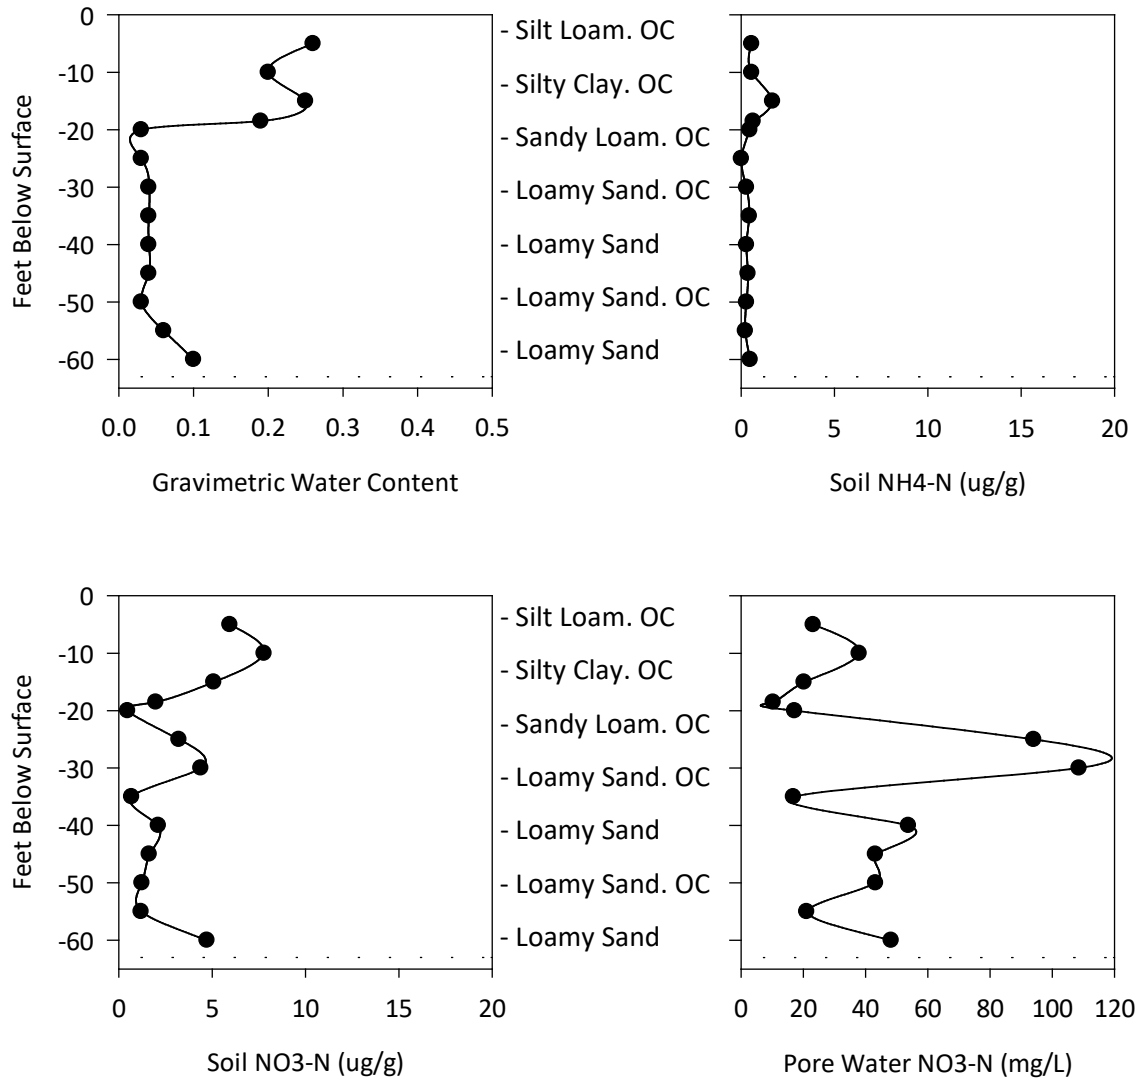 0
-10
-20
-30
-40
-50
-60
Feet Below Surface
0.0 0.1 0.2 0.3 0.4 0.5
Gravimetric Water Content
- Silt Loam. OC
- Silty Clay. OC
- Sandy Loam. OC
- Loamy Sand. OC
- Loamy Sand
- Loamy Sand. OC
- Loamy Sand
0 5 10 15 20
Soil NH4-N (ug/g)
0
-10
-20
-30
-40
-50
-60
Feet Below Surface
0 5 10 15 20
Soil NO3-N (ug/g)
- Silt Loam. OC
- Silty Clay. OC
- Sandy Loam. OC
- Loamy Sand. OC
- Loamy Sand
- Loamy Sand. OC
- Loamy Sand
0 20 40 60 80 100 120
Pore Water NO3-N (mg/L)